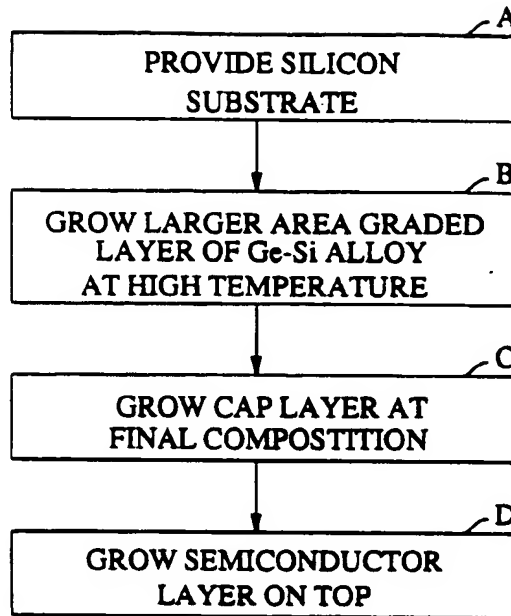 A
PROVIDE SILICON
SUBSTRATE
B
GROW LARGER AREA GRADED
LAYER OF Ge-Si ALLOY
AT HIGH TEMPERATURE
C
GROW CAP LAYER AT
FINAL COMPOSTITION
D
GROW SEMICONDUCTOR
LAYER ON TOP